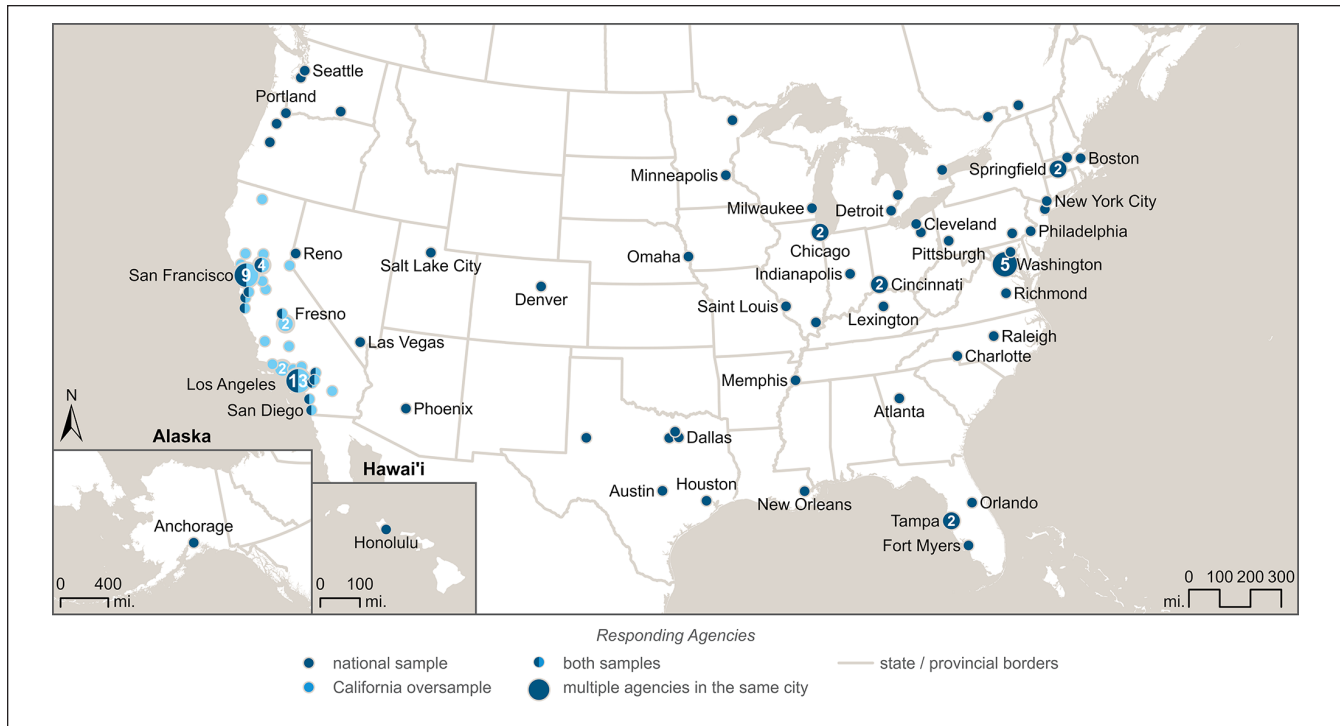 Seattle
Portland
Minneapolis
Springfield
2
Boston
Milwaukee
Detroit
New York City
Cleveland
Philadelphia
2
Chicago
Pittsburgh
Reno
Salt Lake City
Omaha
5
Washington
4
San Francisco
9
Indianapolis
2
Cincinnati
Denver
Richmond
Saint Louis
Lexington
Fresno
2
Raleigh
Las Vegas
Charlotte
2
Memphis
Los Angeles
13
San Diego
Phoenix
Atlanta
N
Dallas
Alaska
Hawai'i
Austin
Houston
New Orleans
Orlando
Tampa
2
Fort Myers
Anchorage
Honolulu
0 400
mi.
0 100
mi.
0 100 200 300
mi.
Responding Agencies
national sample
both samples
state / provincial borders
California oversample
multiple agencies in the same city